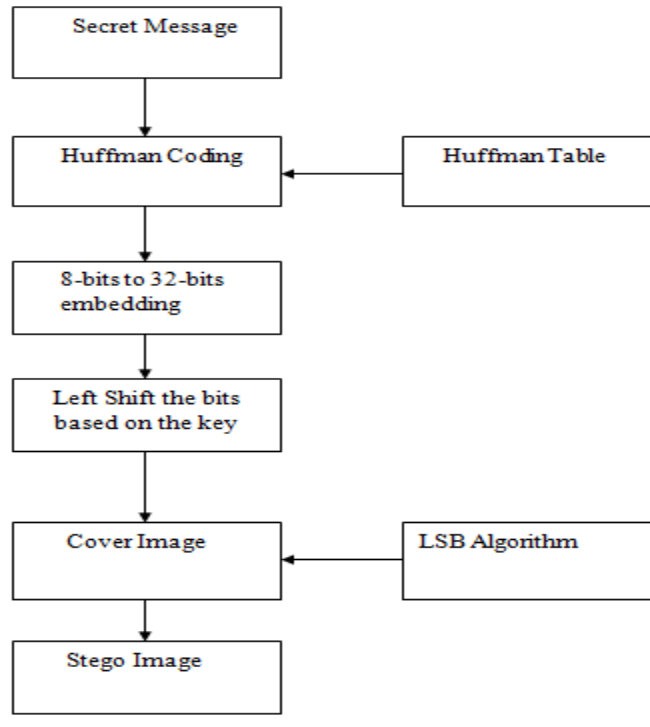 Secret Message
Huffman Coding
Huffman Table
8-bits to 32-bits
embedding
Left Shift the bits
based on the key
Cover Image
LSB Algorithm
Stego Image